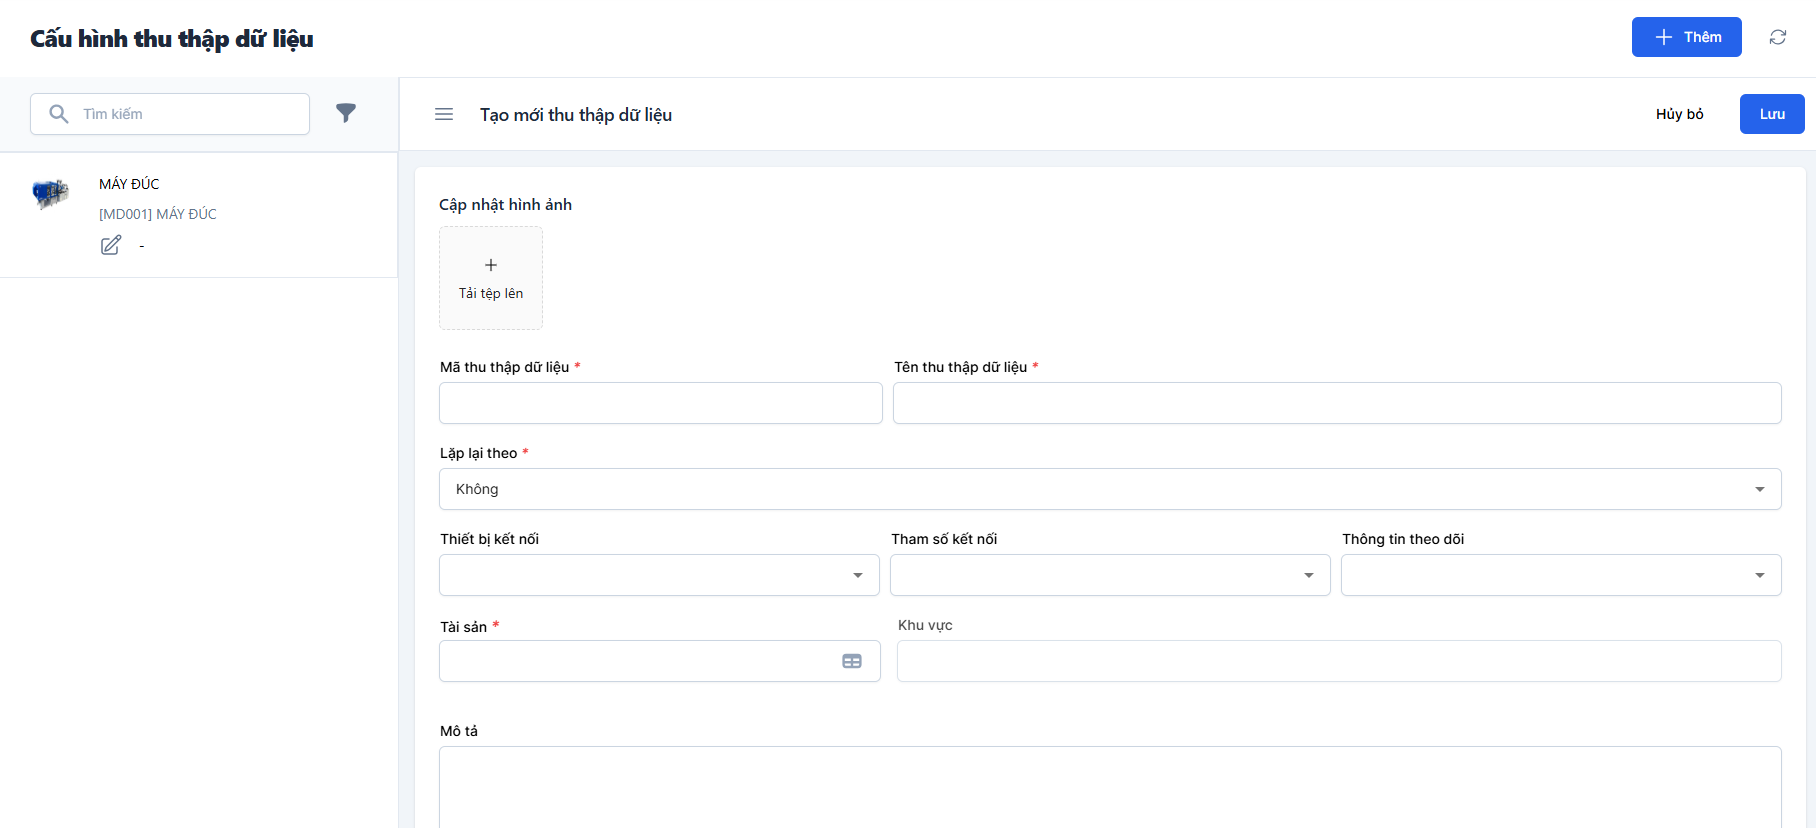 Cấu hình thu thập dữ liệu
Thêm
Tìm kiếm
Tạo mới thu thập dữ liệu
Hủy bỏ
Lưu
MÁY ĐÚC
[MD001] MÁY ĐÚC
-
Cập nhật hình ảnh
Tải tệp lên
Mã thu thập dữ liệu *
Tên thu thập dữ liệu *
Lặp lại theo *
Không
Thiết bị kết nối
Tham số kết nối
Thông tin theo dõi
Tài sản *
Khu vực
Mô tả